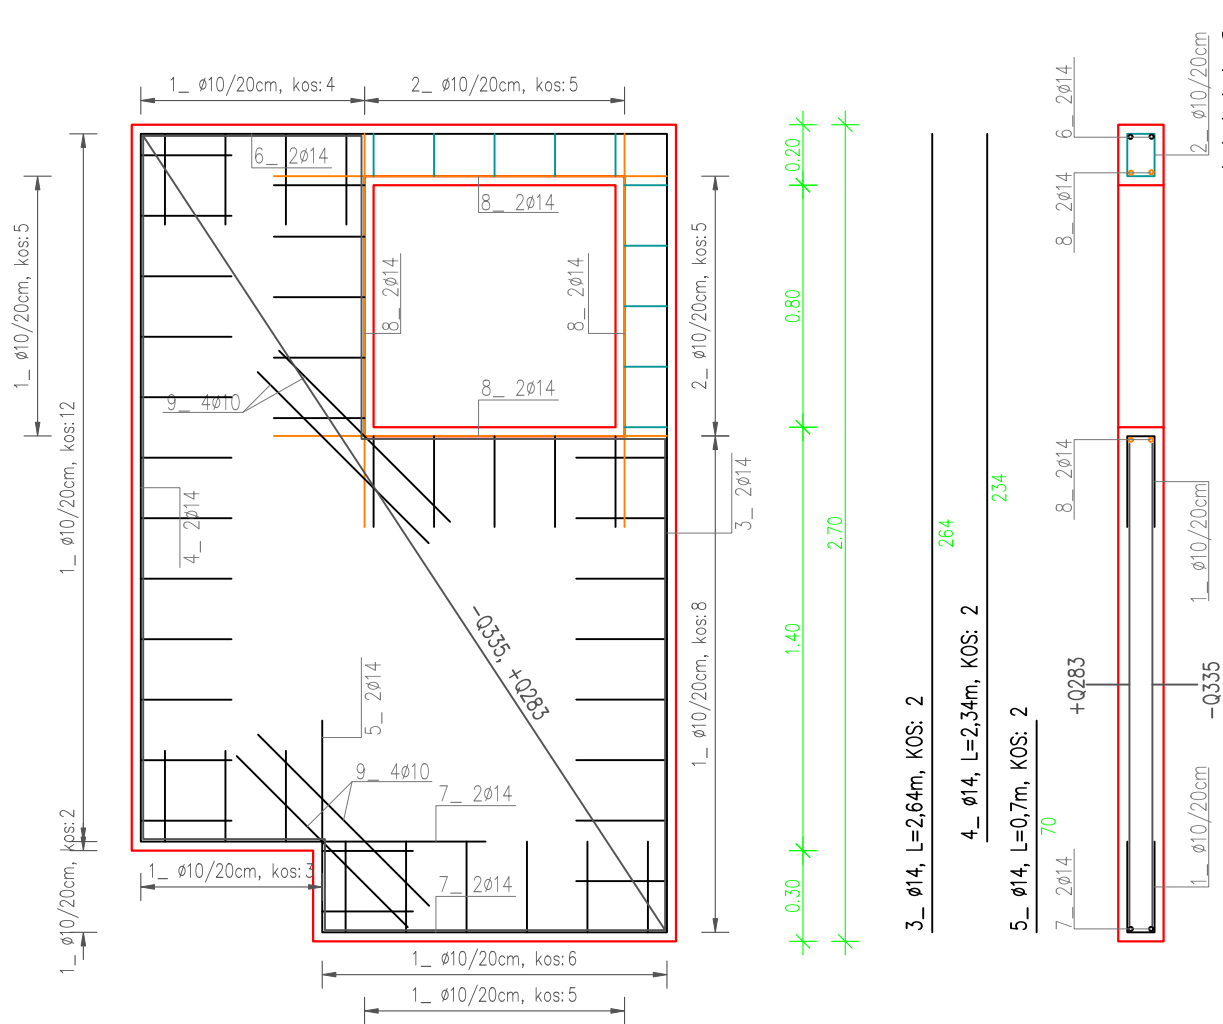 1_ ø10/20cm, kos:4
2_ ø10/20cm, kos:5
6_ 2ø14
8_ 2ø14
8_ 2ø14
8_ 2ø14
8_ 2ø14
1_ ø10/20cm, kos:5
2_ ø10/20cm, kos:5
9_ 4ø10
1_ ø10/20cm, kos:12
4_ 2ø14
3_ 2ø14
-Q335, +Q283
5_ 2ø14
1_ ø10/20cm, kos:8
9_ 4ø10
7_ 2ø14
1_ ø10/20cm, kos:2
1_ ø10/20cm, kos:3
7_ 2ø14
1_ ø10/20cm, kos:6
1_ ø10/20cm, kos:5
0.20
0.80
1.40
0.30
2.70
3_ ø14, L=2,64m, KOS: 2
264
4_ ø14, L=2,34m, KOS: 2
234
5_ ø14, L=0,7m, KOS: 2
70
6_ 2ø14
2_ ø10/20cm
8_ 2ø14
8_ 2ø14
1_ ø10/20cm
+Q283
-Q335
1_ ø10/20cm
7_ 2ø14